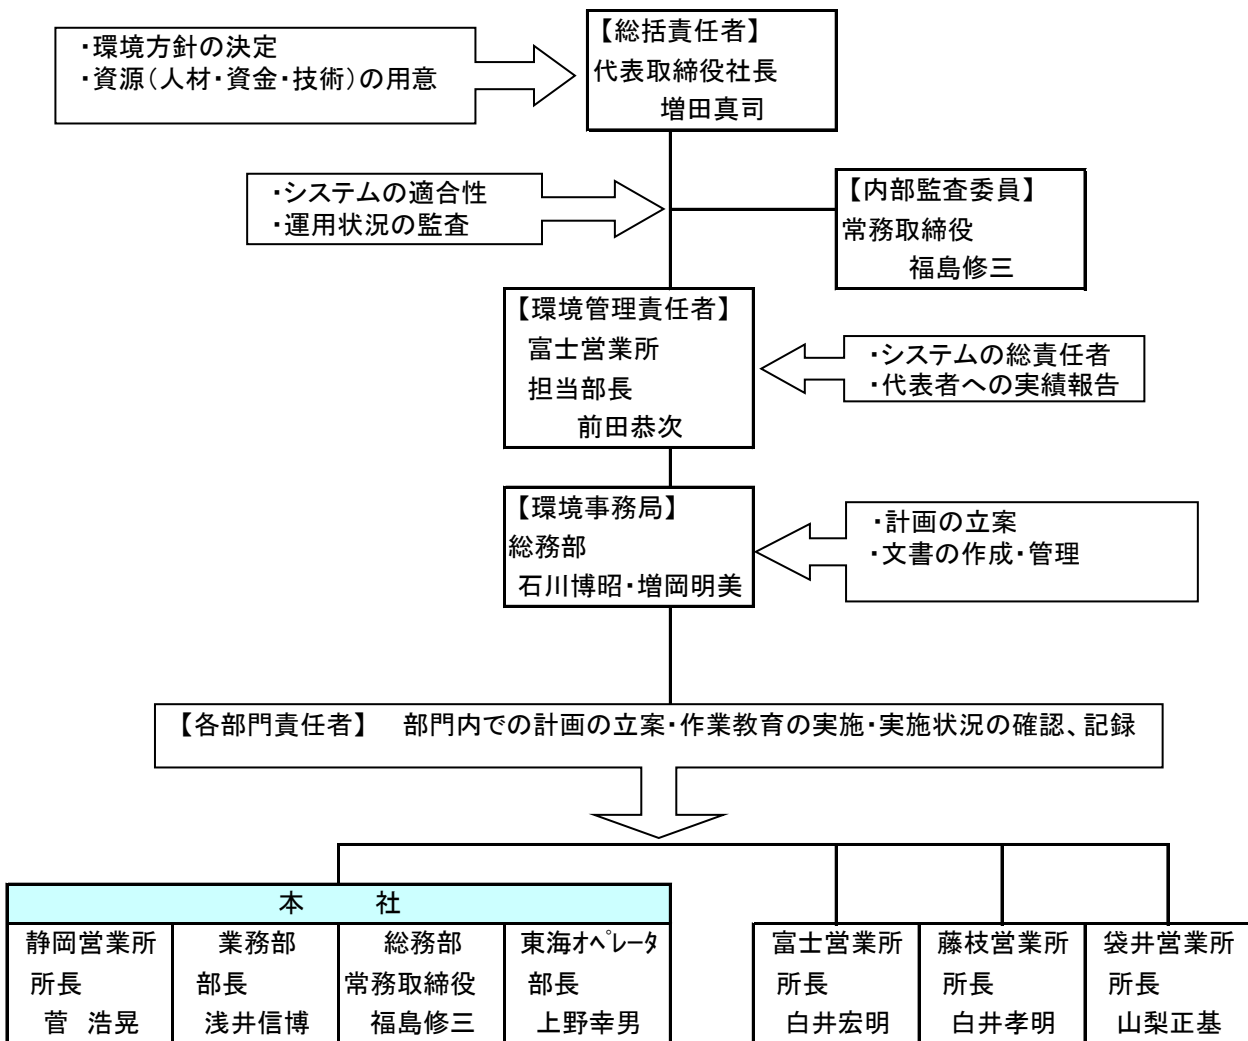 ・環境方針の決定
・資源(人材・資金・技術)の用意
【総括責任者】
代表取締役社長
増田真司
・システムの適合性
・運用状況の監査
【内部監査委員】
常務取締役
福島修三
【環境管理責任者】
富士営業所
担当部長
前田恭次
・システムの総責任者
・代表者への実績報告
【環境事務局】
総務部
石川博昭・増岡明美
・計画の立案
・文書の作成・管理
【各部門責任者】　部門内での計画の立案・作業教育の実施・実施状況の確認、記録
本　　　社
静岡営業所
所長
菅　浩晃
業務部
部長
浅井信博
総務部
常務取締役
福島修三
東海ｵﾍﾟﾚｰﾀ
部長
上野幸男
富士営業所
所長
白井宏明
藤枝営業所
所長
白井孝明
袋井営業所
所長
山梨正基